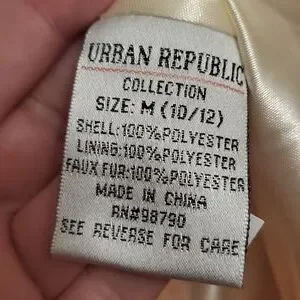 URBAN REPUBLIC
COLLECTION
SIZE: M (10/12)
SHELL:100%POLYESTER
LINING:100%POLYESTER
FAUX FUR:100%POLYESTER
MADE IN CHINA
RN#98790
SEE REVERSE FOR CARE